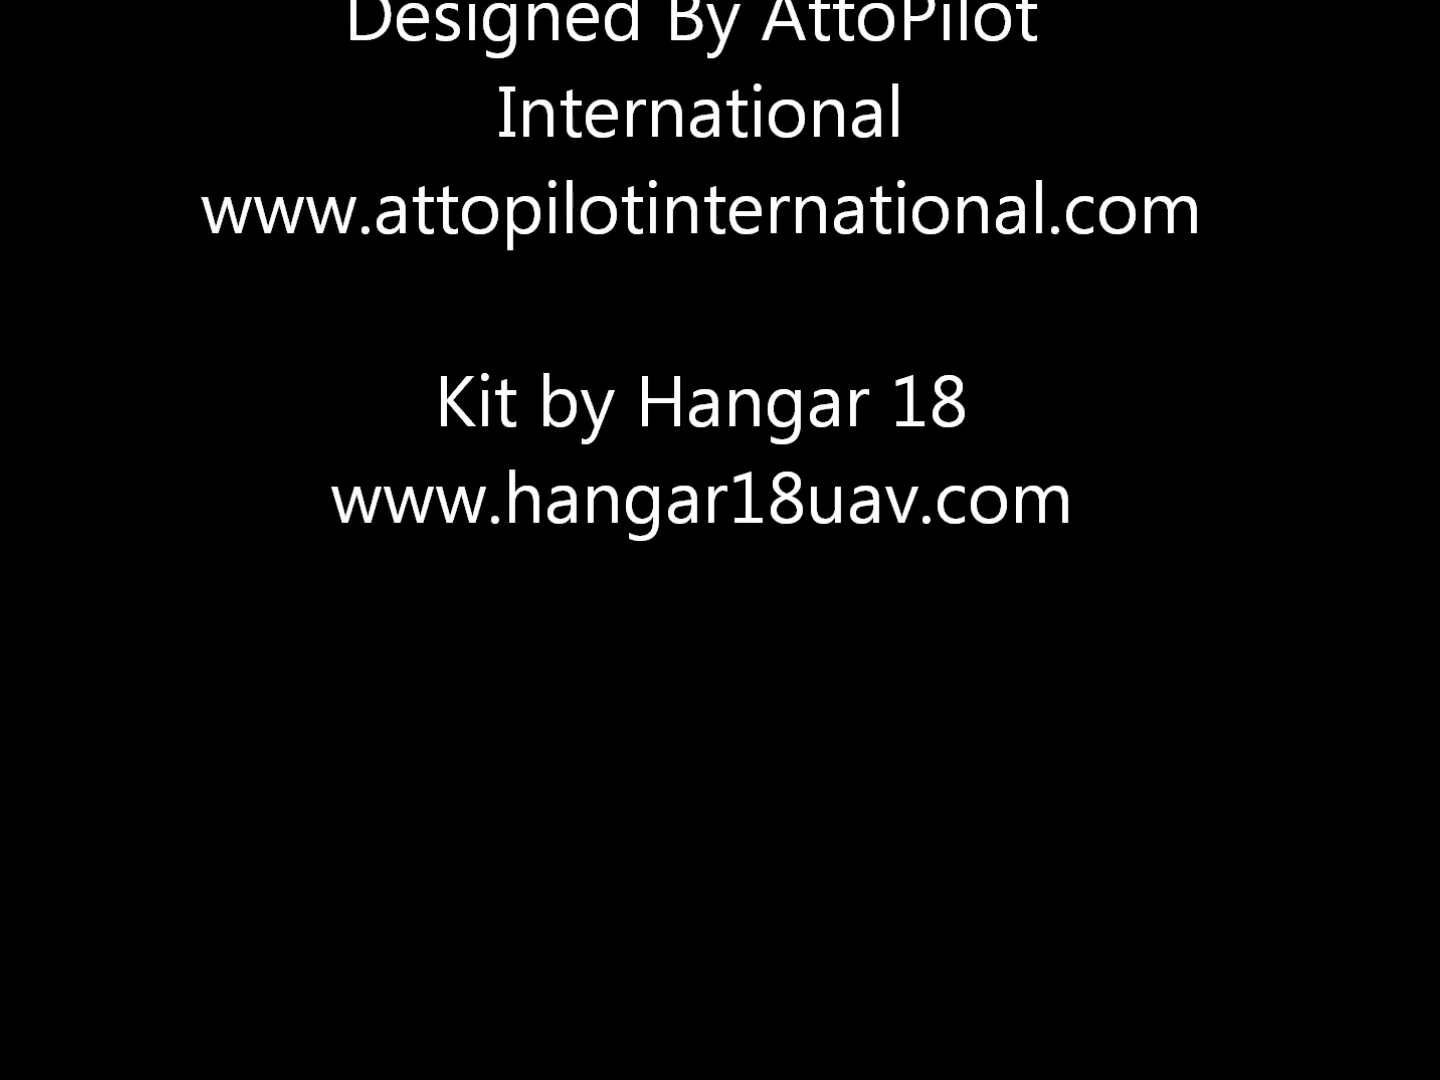 Designed By AttoPilot
International
www.attopilotinternational.com
Kit by Hangar 18
www.hangar18uav.com